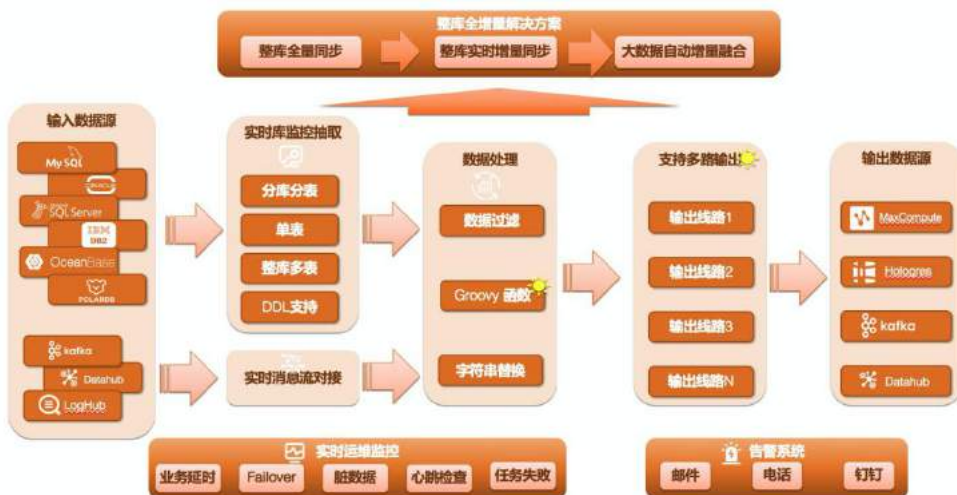 整库全增量解决方案
整库全量同步
整库实时增量同步
大数据自动增量融合
输入数据源
MySQL
ORACLE
SQL Server
IBM
DB2
OceanBase
POLARDB
kafka
Datahub
LogHub
实时库监控抽取
分库分表
单表
整库多表
DDL支持
实时消息流对接
数据处理
数据过滤
Groovy 函数
字符串替换
支持多路输出
输出线路1
输出线路2
输出线路3
输出线路N
输出数据源
MaxCompute
Hologres
kafka
Datahub
实时运维监控
业务延时
Failover
脏数据
心跳检查
任务失败
告警系统
邮件
电话
钉钉